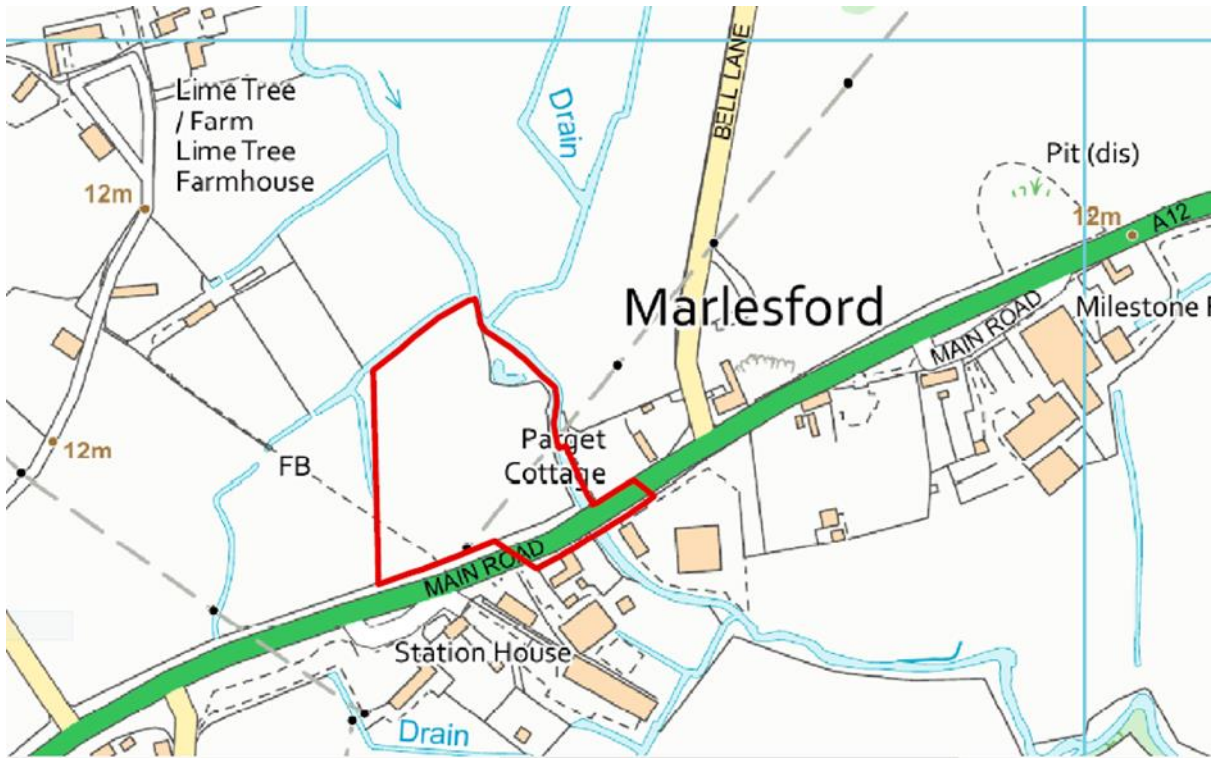 Lime Tree
/ Farm
Lime Tree
Farmhouse
12m
Drain
BELL LANE
Pit (dis)
12m
A12
Marlesford
MAIN ROAD
Milestone
12m
FB
Parget
Cottage
MAIN ROAD
Station House
Drain